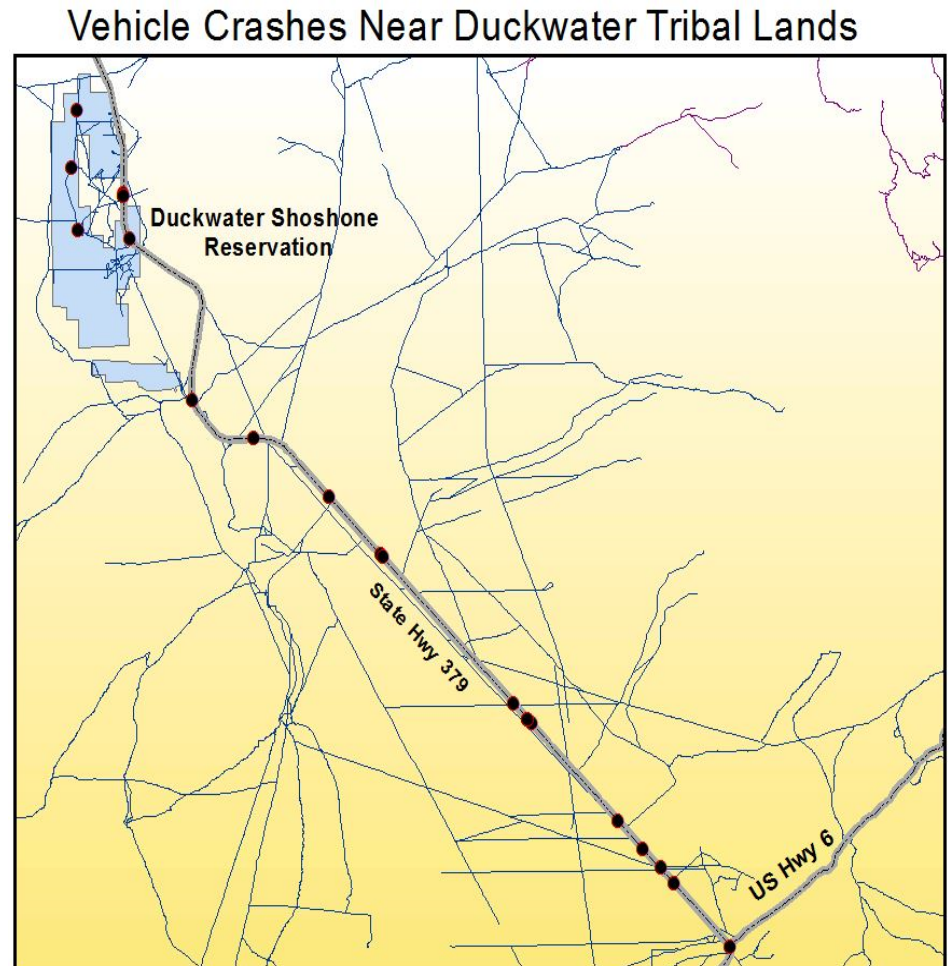 Vehicle Crashes Near Duckwater Tribal Lands
Duckwater Shoshone
Reservation
State Hwy 379
US Hwy 6